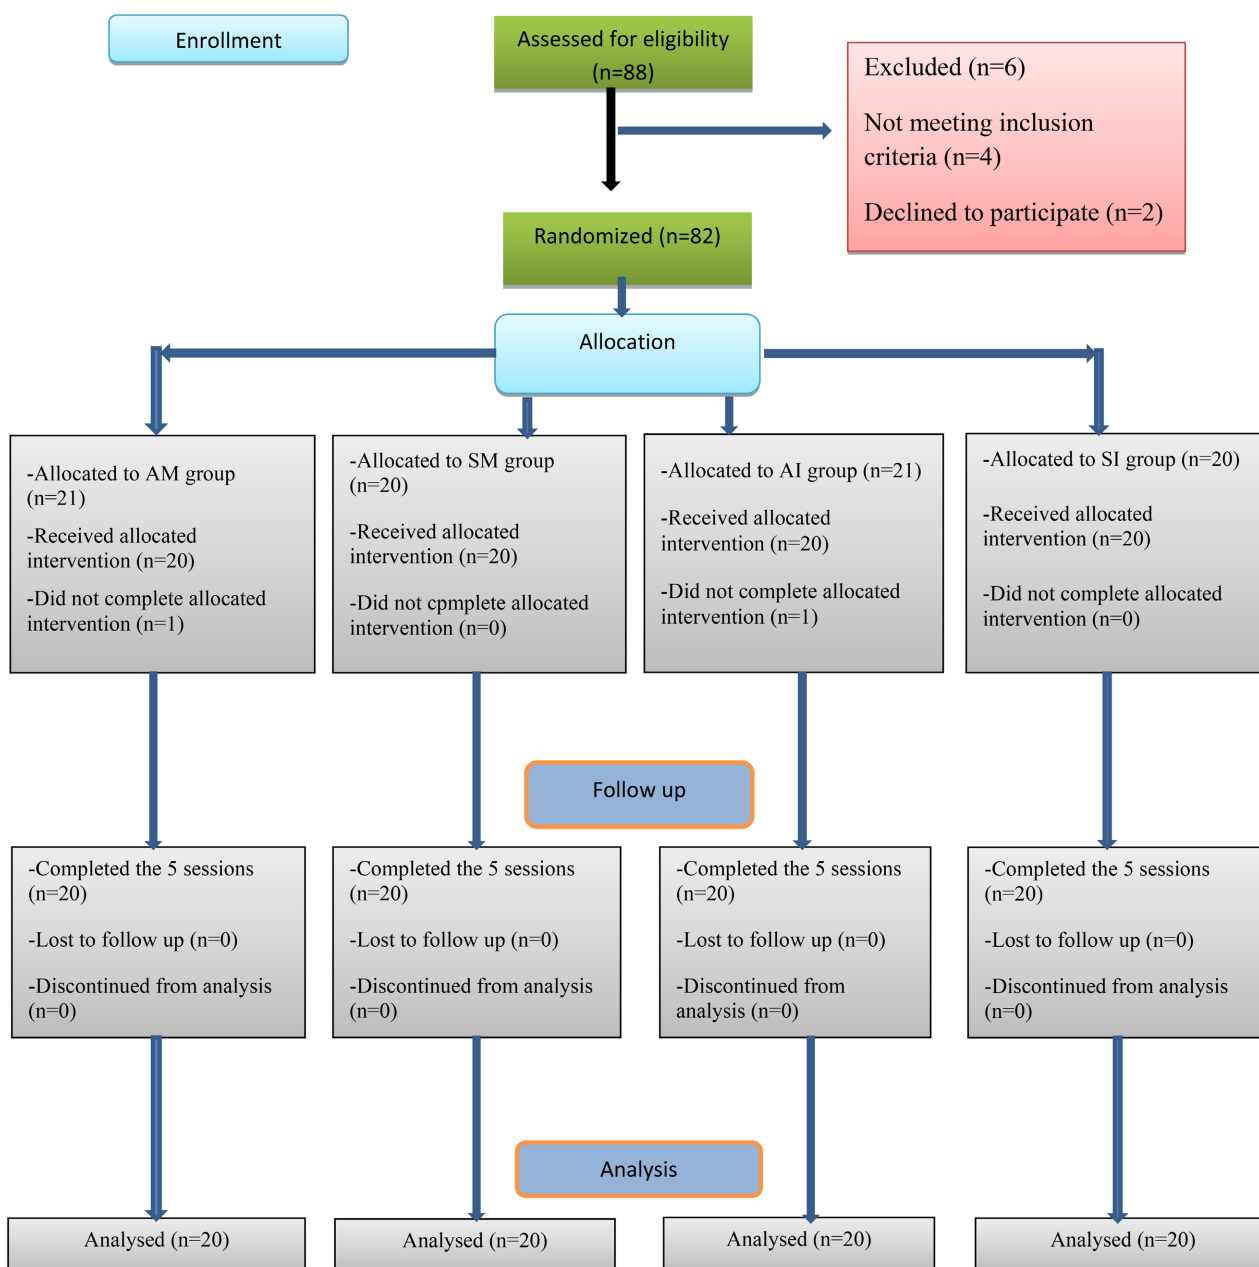 Enrollment
Assessed for eligibility
(n=88)
Excluded (n=6)
Not meeting inclusion
criteria (n=4)
Declined to participate (n=2)
Randomized (n=82)
Allocation
-Allocated to AM group
(n=21)
-Received allocated
intervention (n=20)
-Did not complete allocated
intervention (n=1)
-Allocated to SM group
(n=20)
-Received allocated
intervention (n=20)
-Did not cpmplete allocated
intervention (n=0)
-Allocated to AI group (n=21)
-Received allocated
intervention (n=20)
-Did not complete allocated
intervention (n=1)
-Allocated to SI group (n=20)
-Received allocated
intervention (n=20)
-Did not complete allocated
intervention (n=0)
Follow up
-Completed the 5 sessions
(n=20)
-Lost to follow up (n=0)
-Discontinued from analysis
(n=0)
-Completed the 5 sessions
(n=20)
-Lost to follow up (n=0)
-Discontinued from analysis
(n=0)
-Completed the 5 sessions
(n=20)
-Lost to follow up (n=0)
-Discontinued from
analysis (n=0)
-Completed the 5 sessions
(n=20)
-Lost to follow up (n=0)
-Discontinued from analysis
(n=0)
Analysis
Analysed (n=20)
Analysed (n=20)
Analysed (n=20)
Analysed (n=20)